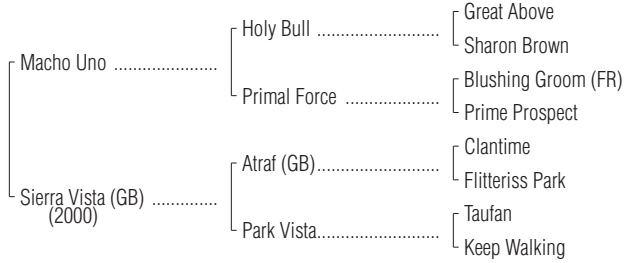 Great Above
Holy Bull ......................
Sharon Brown
Macho Uno ....................
Blushing Groom (FR)
Primal Force .................
Prime Prospect
Clantime
Atraf (GB)......................
Flitteriss Park
Sierra Vista (GB) .............
(2000)
Taufan
Park Vista......................
Keep Walking